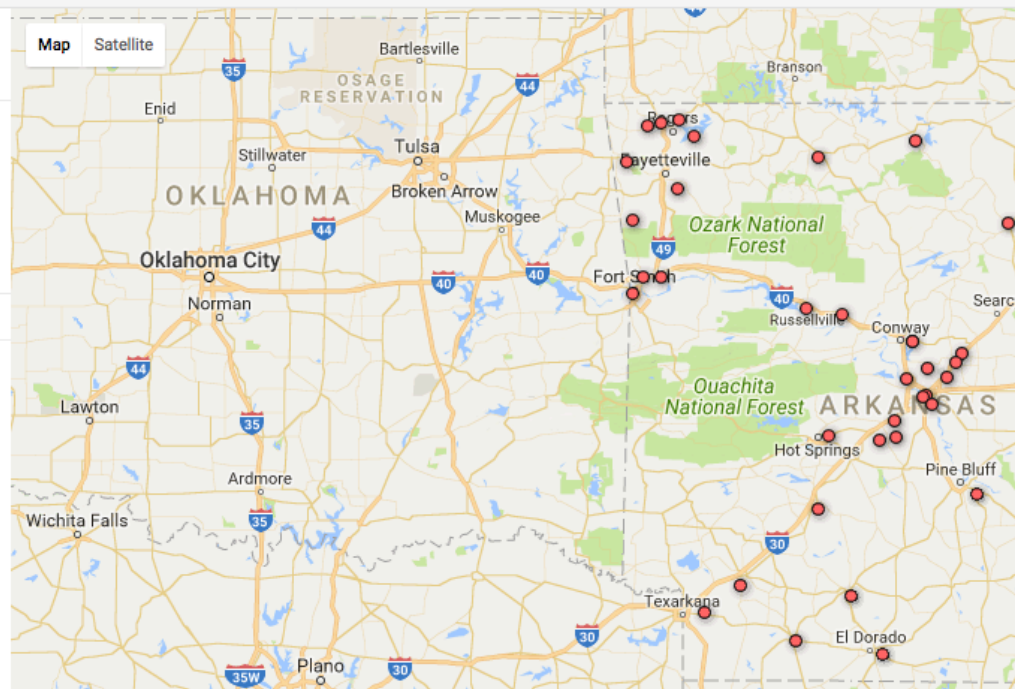 Map
Satellite
Bartlesville
Branson
35
44
OSAGE
RESERVATION
Enid
Rogers
Tulsa
Stillwater
Fayetteville
Broken Arrow
OKLAHOMA
Muskogee
44
Ozark National
Forest
49
Oklahoma City
40
40
Fort Smith
40
Norman
Searc
Russellville
Conway
44
Ouachita
National Forest
ARKANSAS
Lawton
35
Hot Springs
Pine Bluff
Ardmore
Wichita Falls
35
30
Texarkana
30
El Dorado
Plano
30
35W